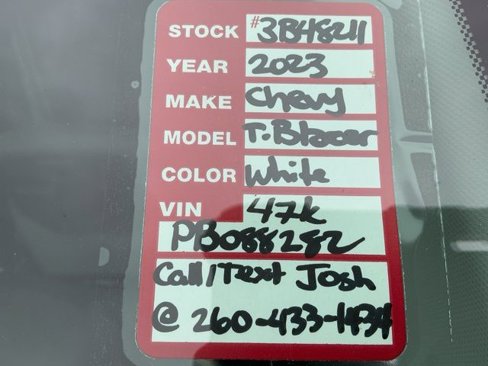 STOCK #3B48211
YEAR 2023
MAKE Chevy
MODEL T. Blazer
COLOR White
VIN 47k
PB088282
Call/Text Josh
@ 260-433-1434